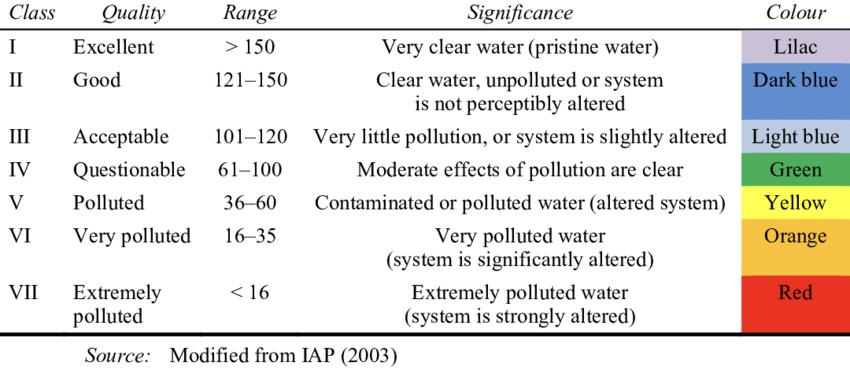 Class Quality Range Significance Colour
I Excellent > 150 Very clear water (pristine water) Lilac
II Good 121–150 Clear water, unpolluted or system Dark blue
is not perceptibly altered
III Acceptable 101–120 Very little pollution, or system is slightly altered Light blue
IV Questionable 61–100 Moderate effects of pollution are clear Green
V Polluted 36–60 Contaminated or polluted water (altered system) Yellow
VI Very polluted 16–35 Very polluted water Orange
(system is significantly altered)
VII Extremely < 16 Extremely polluted water Red
polluted (system is strongly altered)
Source: Modified from IAP (2003)